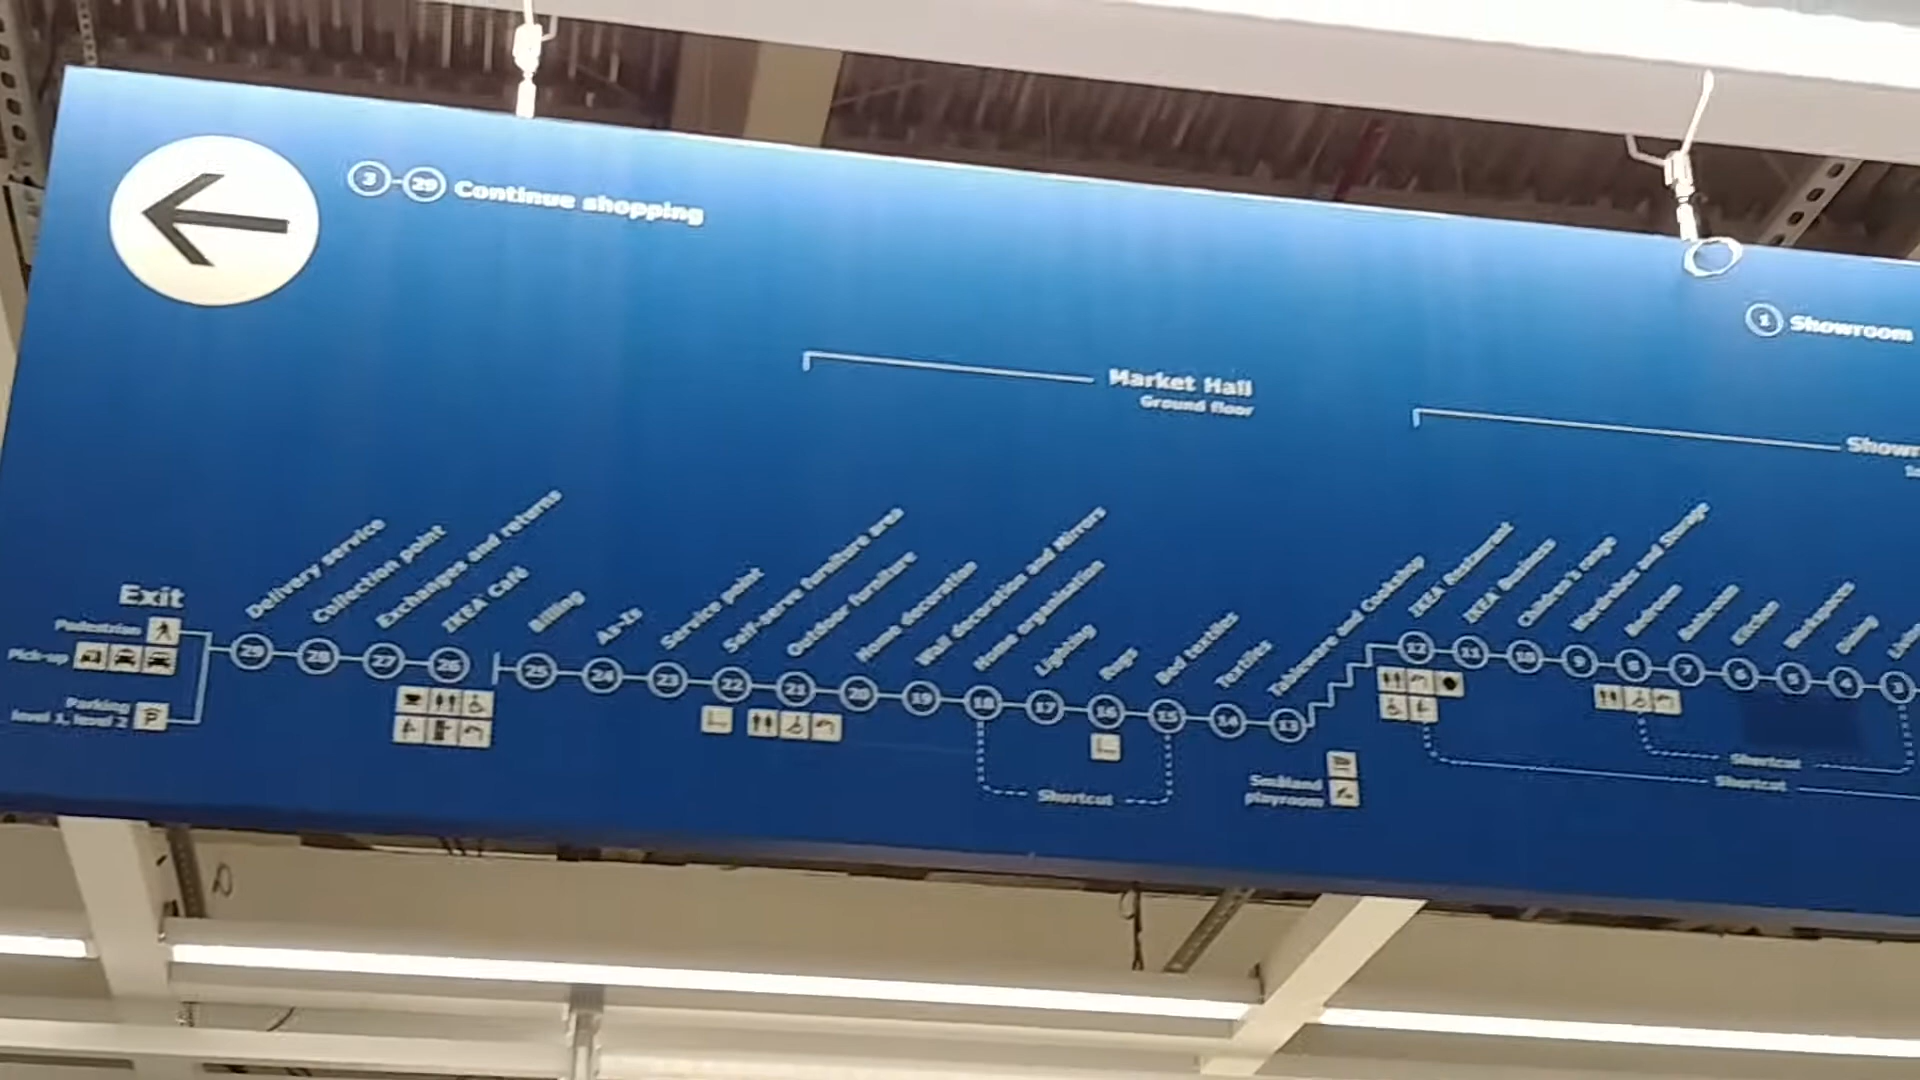 3 - 29 Continue shopping
1 Showroom
Market Hall
Ground floor
Exit
Pedestrian
Pick-up
Parking
level 1, level 2
P
29 Delivery service
28 Collection point
27 Exchanges and returns
26 IKEA Café
25 Billing
24 As-Is
23 Service point
22 Self-serve furniture area
21 Outdoor furniture
20 Home decoration
19 Wall decoration and Mirrors
18 Home organisation
17 Lighting
16 Rugs
15 Bed textiles
14 Textiles
13 Tableware and Cookshop
12 IKEA Restaurant
11 IKEA Business
10 Children's range
9 Wardrobes and Storage
8 Bedroom
7 Bathroom
6 Kitchen
5 Workspaces
4 Dining
3
Shortcut
Småland
playroom
Shortcut
Shortcut